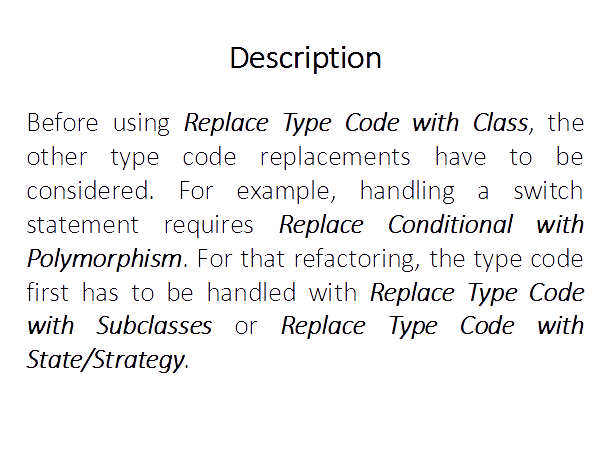 Description
Before using Replace Type Code with Class, the
other type code replacements have to be
considered. For example, handling a switch
statement requires Replace Conditional with
Polymorphism. For that refactoring, the type code
first has to be handled with Replace Type Code
with Subclasses or Replace Type Code with
State/Strategy.